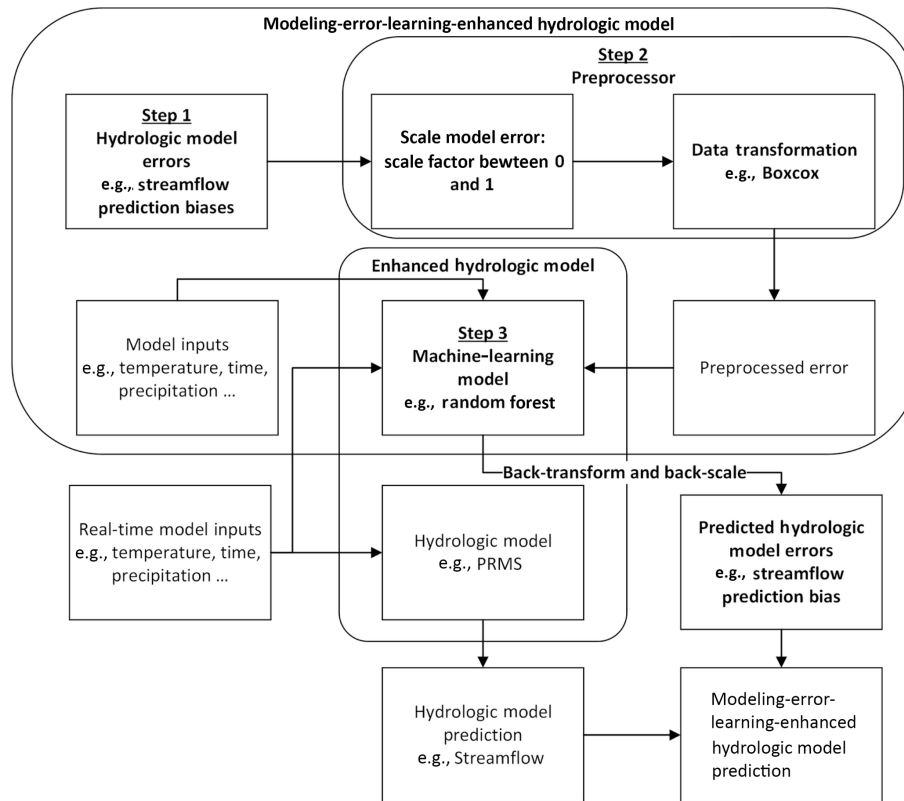 Modeling-error-learning-enhanced hydrologic model
Step 2
Preprocessor
Step 1
Hydrologic model
errors
e.g., streamflow
prediction biases
Scale model error:
scale factor bewteen 0
and 1
Data transformation
e.g., Boxcox
Enhanced hydrologic model
Model inputs
e.g., temperature, time,
precipitation ...
Step 3
Machine-learning
model
e.g., random forest
Preprocessed error
Back-transform and back-scale
Real-time model inputs
e.g., temperature, time,
precipitation ...
Hydrologic model
e.g., PRMS
Predicted hydrologic
model errors
e.g., streamflow
prediction bias
Hydrologic model
prediction
e.g., Streamflow
Modeling-error-
learning-enhanced
hydrologic model
prediction